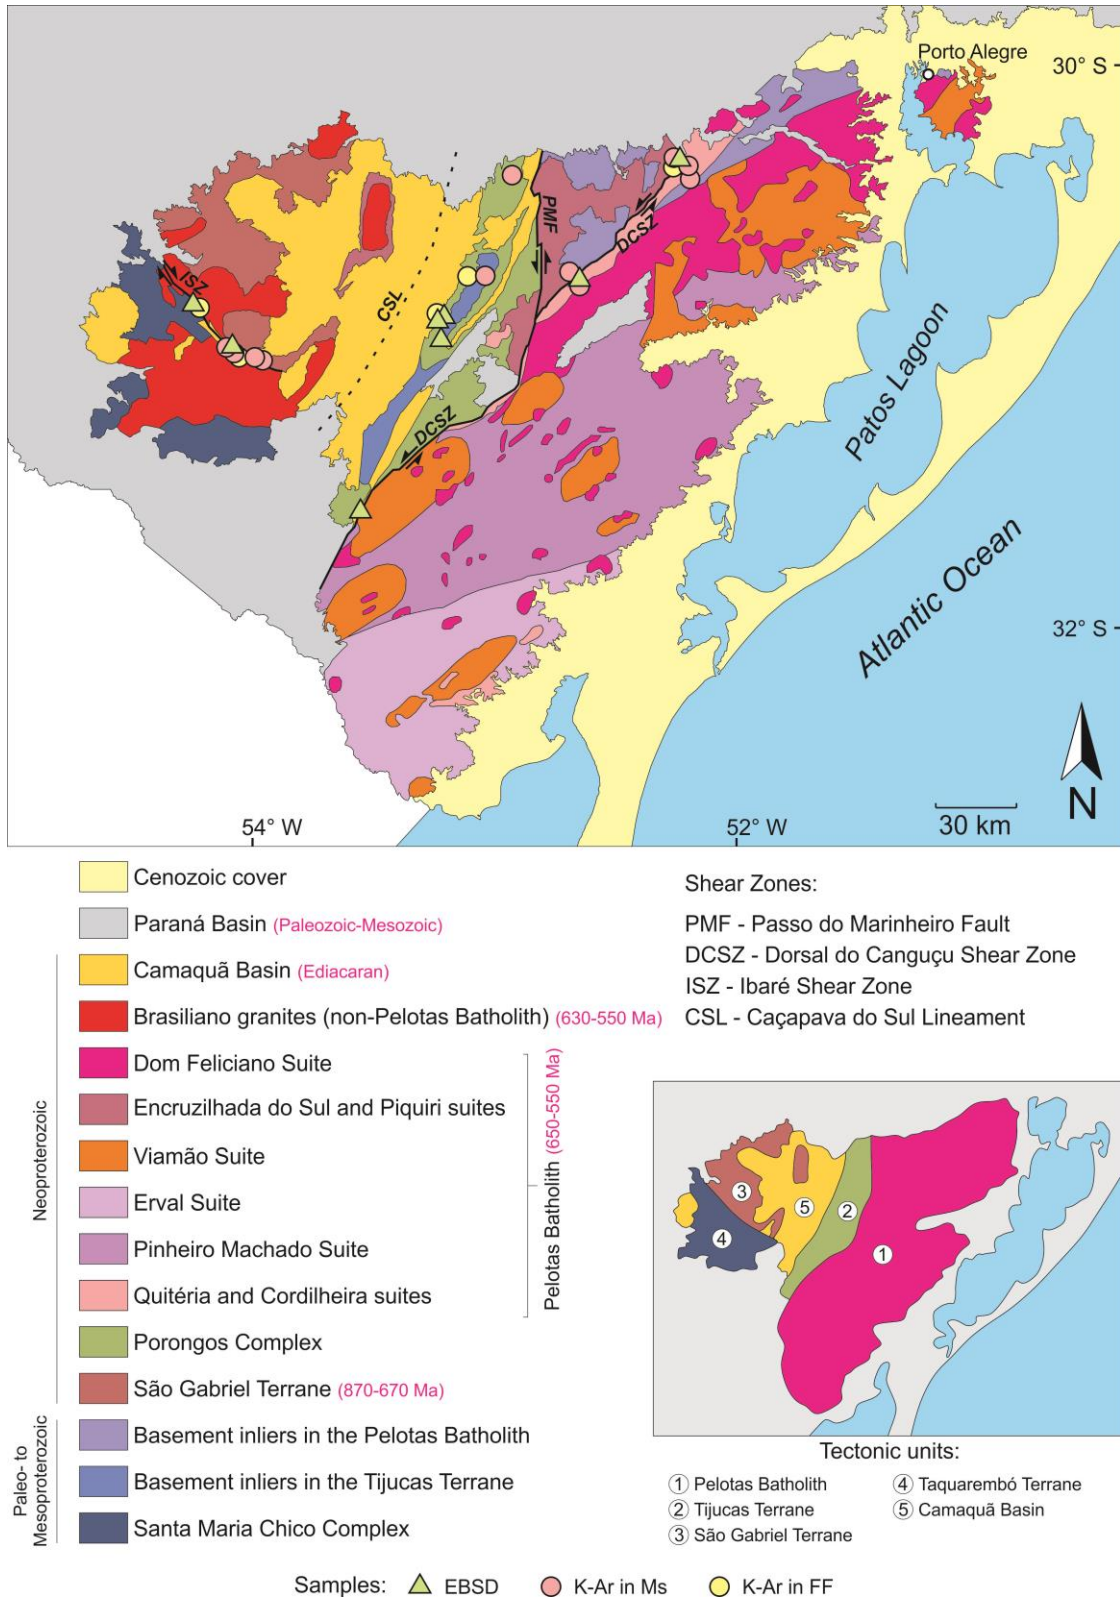 Porto Alegre
30° S
PMF
DCSZ
ISZ
CSL
DCSZ
Patos Lagoon
Atlantic Ocean
32° S
N
54° W
52° W
30 km
Cenozoic cover
Paraná Basin (Paleozoic-Mesozoic)
Camaquã Basin (Ediacaran)
Brasiliano granites (non-Pelotas Batholith) (630-550 Ma)
Dom Feliciano Suite
Encruzilhada do Sul and Piquiri suites
Viamão Suite
Erval Suite
Pinheiro Machado Suite
Quitéria and Cordilheira suites
Porongos Complex
São Gabriel Terrane (870-670 Ma)
Basement inliers in the Pelotas Batholith
Basement inliers in the Tijucas Terrane
Santa Maria Chico Complex
Neoproterozoic
Paleo- to
Mesoproterozoic
Pelotas Batholith (650-550 Ma)
Shear Zones:
PMF - Passo do Marinheiro Fault
DCSZ - Dorsal do Canguçu Shear Zone
ISZ - Ibaré Shear Zone
CSL - Caçapava do Sul Lineament
3
5
2
4
1
Tectonic units:
1 Pelotas Batholith
2 Tijucas Terrane
3 São Gabriel Terrane
4 Taquarembó Terrane
5 Camaquã Basin
Samples: EBSD K-Ar in Ms K-Ar in FF